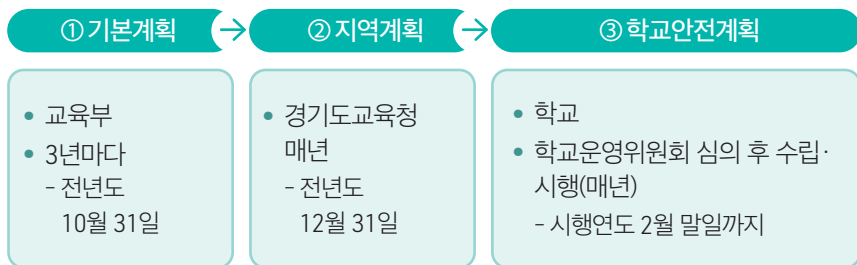 ① 기본계획
② 지역계획
③ 학교안전계획
• 교육부
• 3년마다
- 전년도
10월 31일
• 경기도교육청
매년
- 전년도
12월 31일
• 학교
• 학교운영위원회 심의 후 수립·
시행(매년)
- 시행연도 2월 말일까지